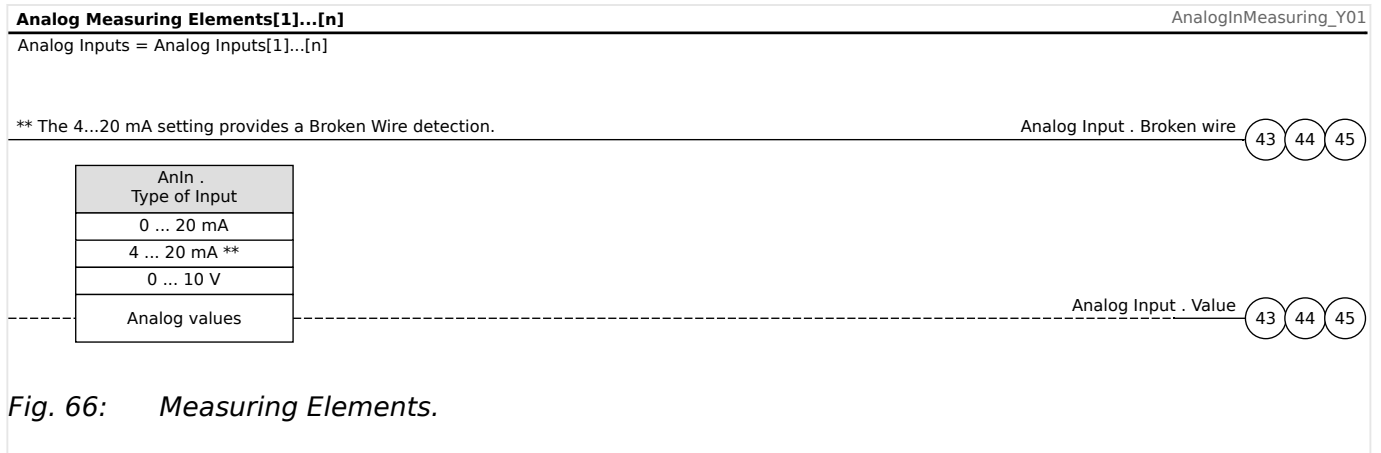 Analog Measuring Elements[1]...[n]
AnalogInMeasuring_Y01
Analog Inputs = Analog Inputs[1]...[n]
** The 4...20 mA setting provides a Broken Wire detection.
Analog Input . Broken wire
43 44 45
AnIn .
Type of Input
0 ... 20 mA
4 ... 20 mA **
0 ... 10 V
Analog values
Analog Input . Value
43 44 45
Fig. 66: Measuring Elements.